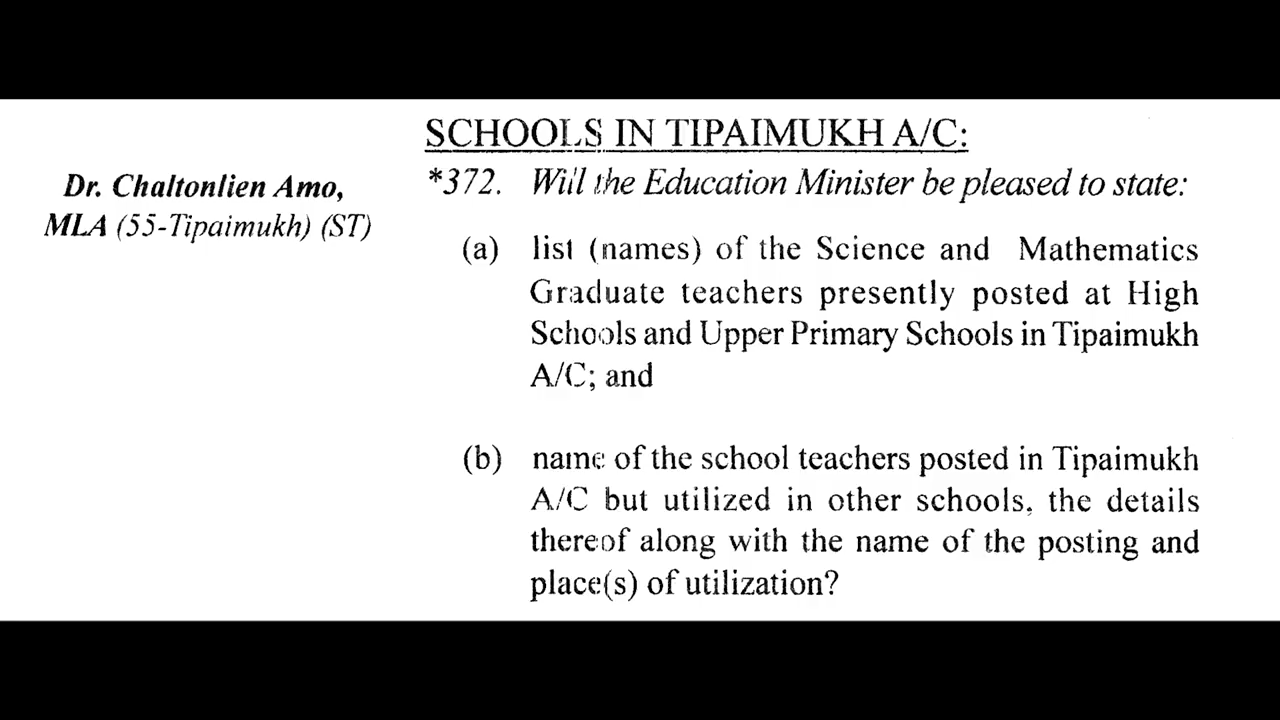 SCHOOLS IN TIPAIMUKH A/C:
Dr. Chaltonlien Amo,
MLA (55-Tipaimukh) (ST)
*372. Will the Education Minister be pleased to state:
(a) list (names) of the Science and Mathematics
Graduate teachers presently posted at High
Schools and Upper Primary Schools in Tipaimukh
A/C; and
(b) name of the school teachers posted in Tipaimukh
A/C but utilized in other schools, the details
thereof along with the name of the posting and
place(s) of utilization?